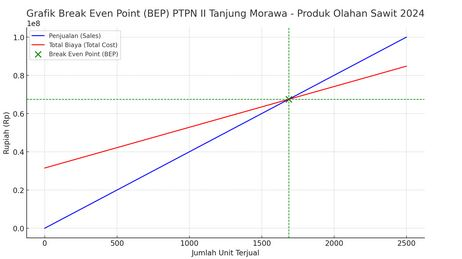 Grafik Break Even Point (BEP) PTPN II Tanjung Morawa - Produk Olahan Sawit 2024
1e8
Penjualan (Sales)
Total Biaya (Total Cost)
Break Even Point (BEP)
1.0
0.8
0.6
0.4
0.2
0.0
Rupiah (Rp)
0 500 1000 1500 2000 2500
Jumlah Unit Terjual